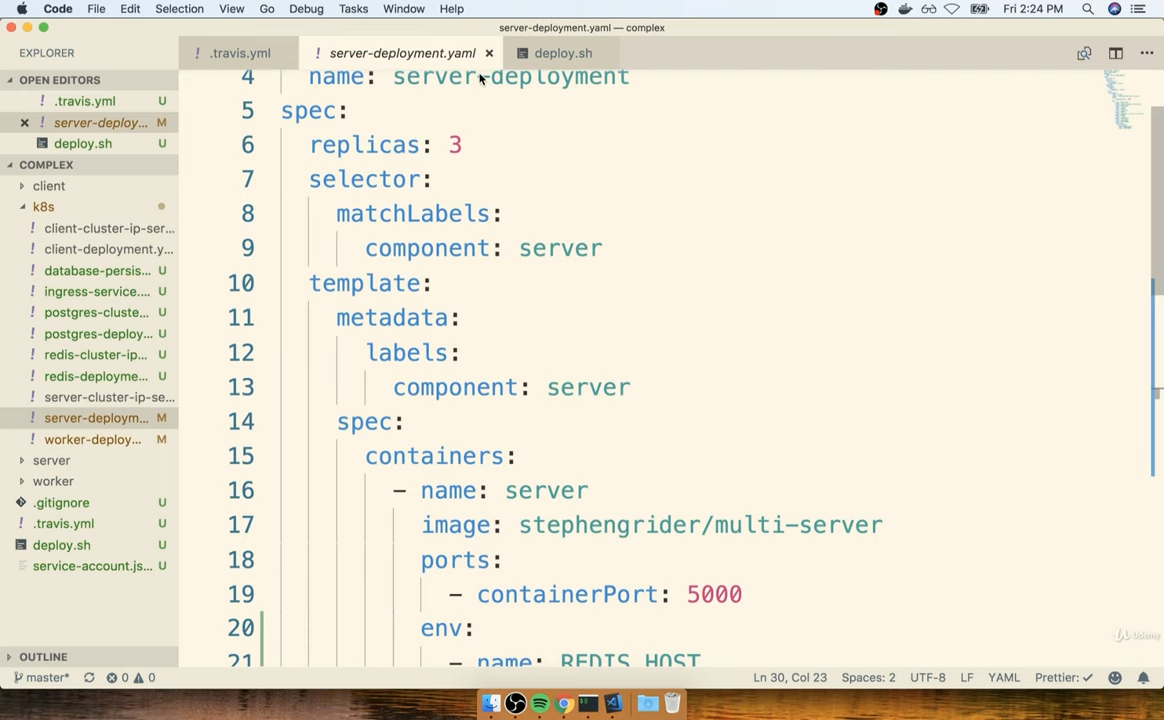 Code File Edit Selection View Go Debug Tasks Window Help Fri 2:24 PM
server-deployment.yaml — complex
EXPLORER
! .travis.yml ! server-deployment.yaml × deploy.sh ...
OPEN EDITORS
! .travis.yml U
× ! server-deploy... M
deploy.sh U
COMPLEX
client
k8s
! client-cluster-ip-ser...
! client-deployment.y...
! database-persis... U
! ingress-service.... U
! postgres-cluste... U
! postgres-deploy... U
! redis-cluster-ip... U
! redis-deployme... U
! server-cluster-ip-se...
! server-deploym... M
! worker-deploy... M
server
worker
.gitignore U
! .travis.yml U
deploy.sh U
service-account.js... U
OUTLINE
4 name: server-deployment
5 spec:
6 replicas: 3
7 selector:
8 matchLabels:
9 component: server
10 template:
11 metadata:
12 labels:
13 component: server
14 spec:
15 containers:
16 - name: server
17 image: stephengrider/multi-server
18 ports:
19 - containerPort: 5000
20 env:
21 - name: REDIS_HOST
Udemy
master* 0 0 Ln 30, Col 23 Spaces: 2 UTF-8 LF YAML Prettier: ✓